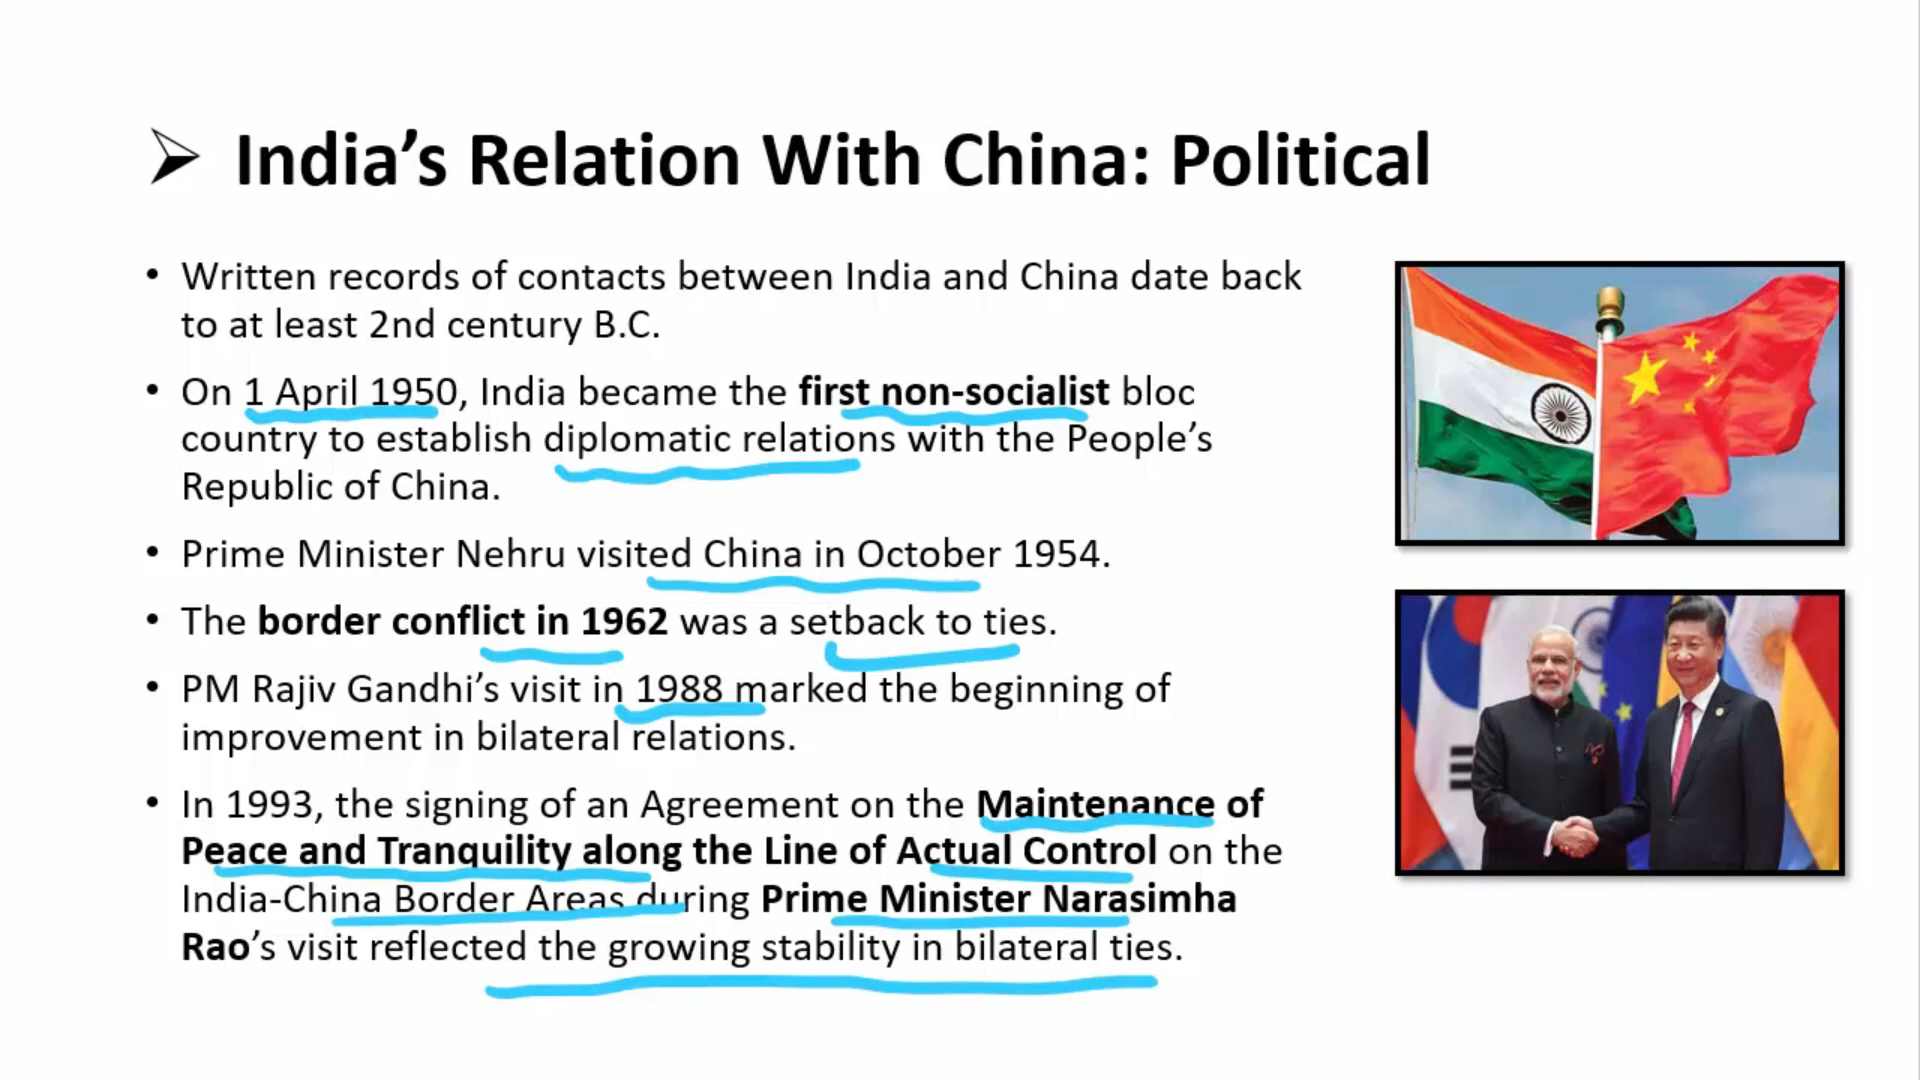 ➢ India’s Relation With China: Political
• Written records of contacts between India and China date back
to at least 2nd century B.C.
• On 1 April 1950, India became the first non-socialist bloc
country to establish diplomatic relations with the People’s
Republic of China.
• Prime Minister Nehru visited China in October 1954.
• The border conflict in 1962 was a setback to ties.
• PM Rajiv Gandhi’s visit in 1988 marked the beginning of
improvement in bilateral relations.
• In 1993, the signing of an Agreement on the Maintenance of
Peace and Tranquility along the Line of Actual Control on the
India-China Border Areas during Prime Minister Narasimha
Rao’s visit reflected the growing stability in bilateral ties.